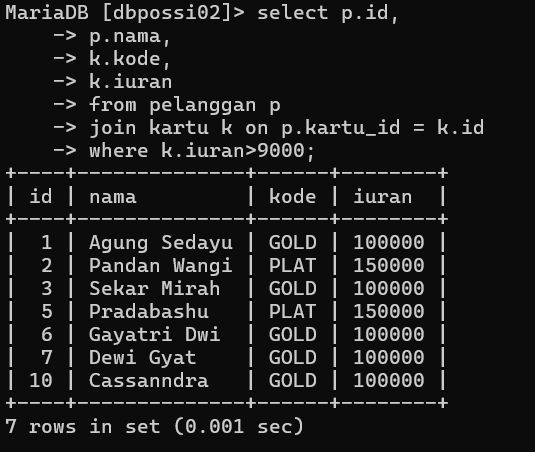 MariaDB [dbpossi02]> select p.id,
    -> p.nama,
    -> k.kode,
    -> k.iuran
    -> from pelanggan p
    -> join kartu k on p.kartu_id = k.id
    -> where k.iuran>9000;
+----+--------------+------+--------+
| id | nama         | kode | iuran  |
+----+--------------+------+--------+
|  1 | Agung Sedayu | GOLD | 100000 |
|  2 | Pandan Wangi | PLAT | 150000 |
|  3 | Sekar Mirah  | GOLD | 100000 |
|  5 | Pradabashu   | PLAT | 150000 |
|  6 | Gayatri Dwi  | GOLD | 100000 |
|  7 | Dewi Gyat    | GOLD | 100000 |
| 10 | Cassanndra   | GOLD | 100000 |
+----+--------------+------+--------+
7 rows in set (0.001 sec)